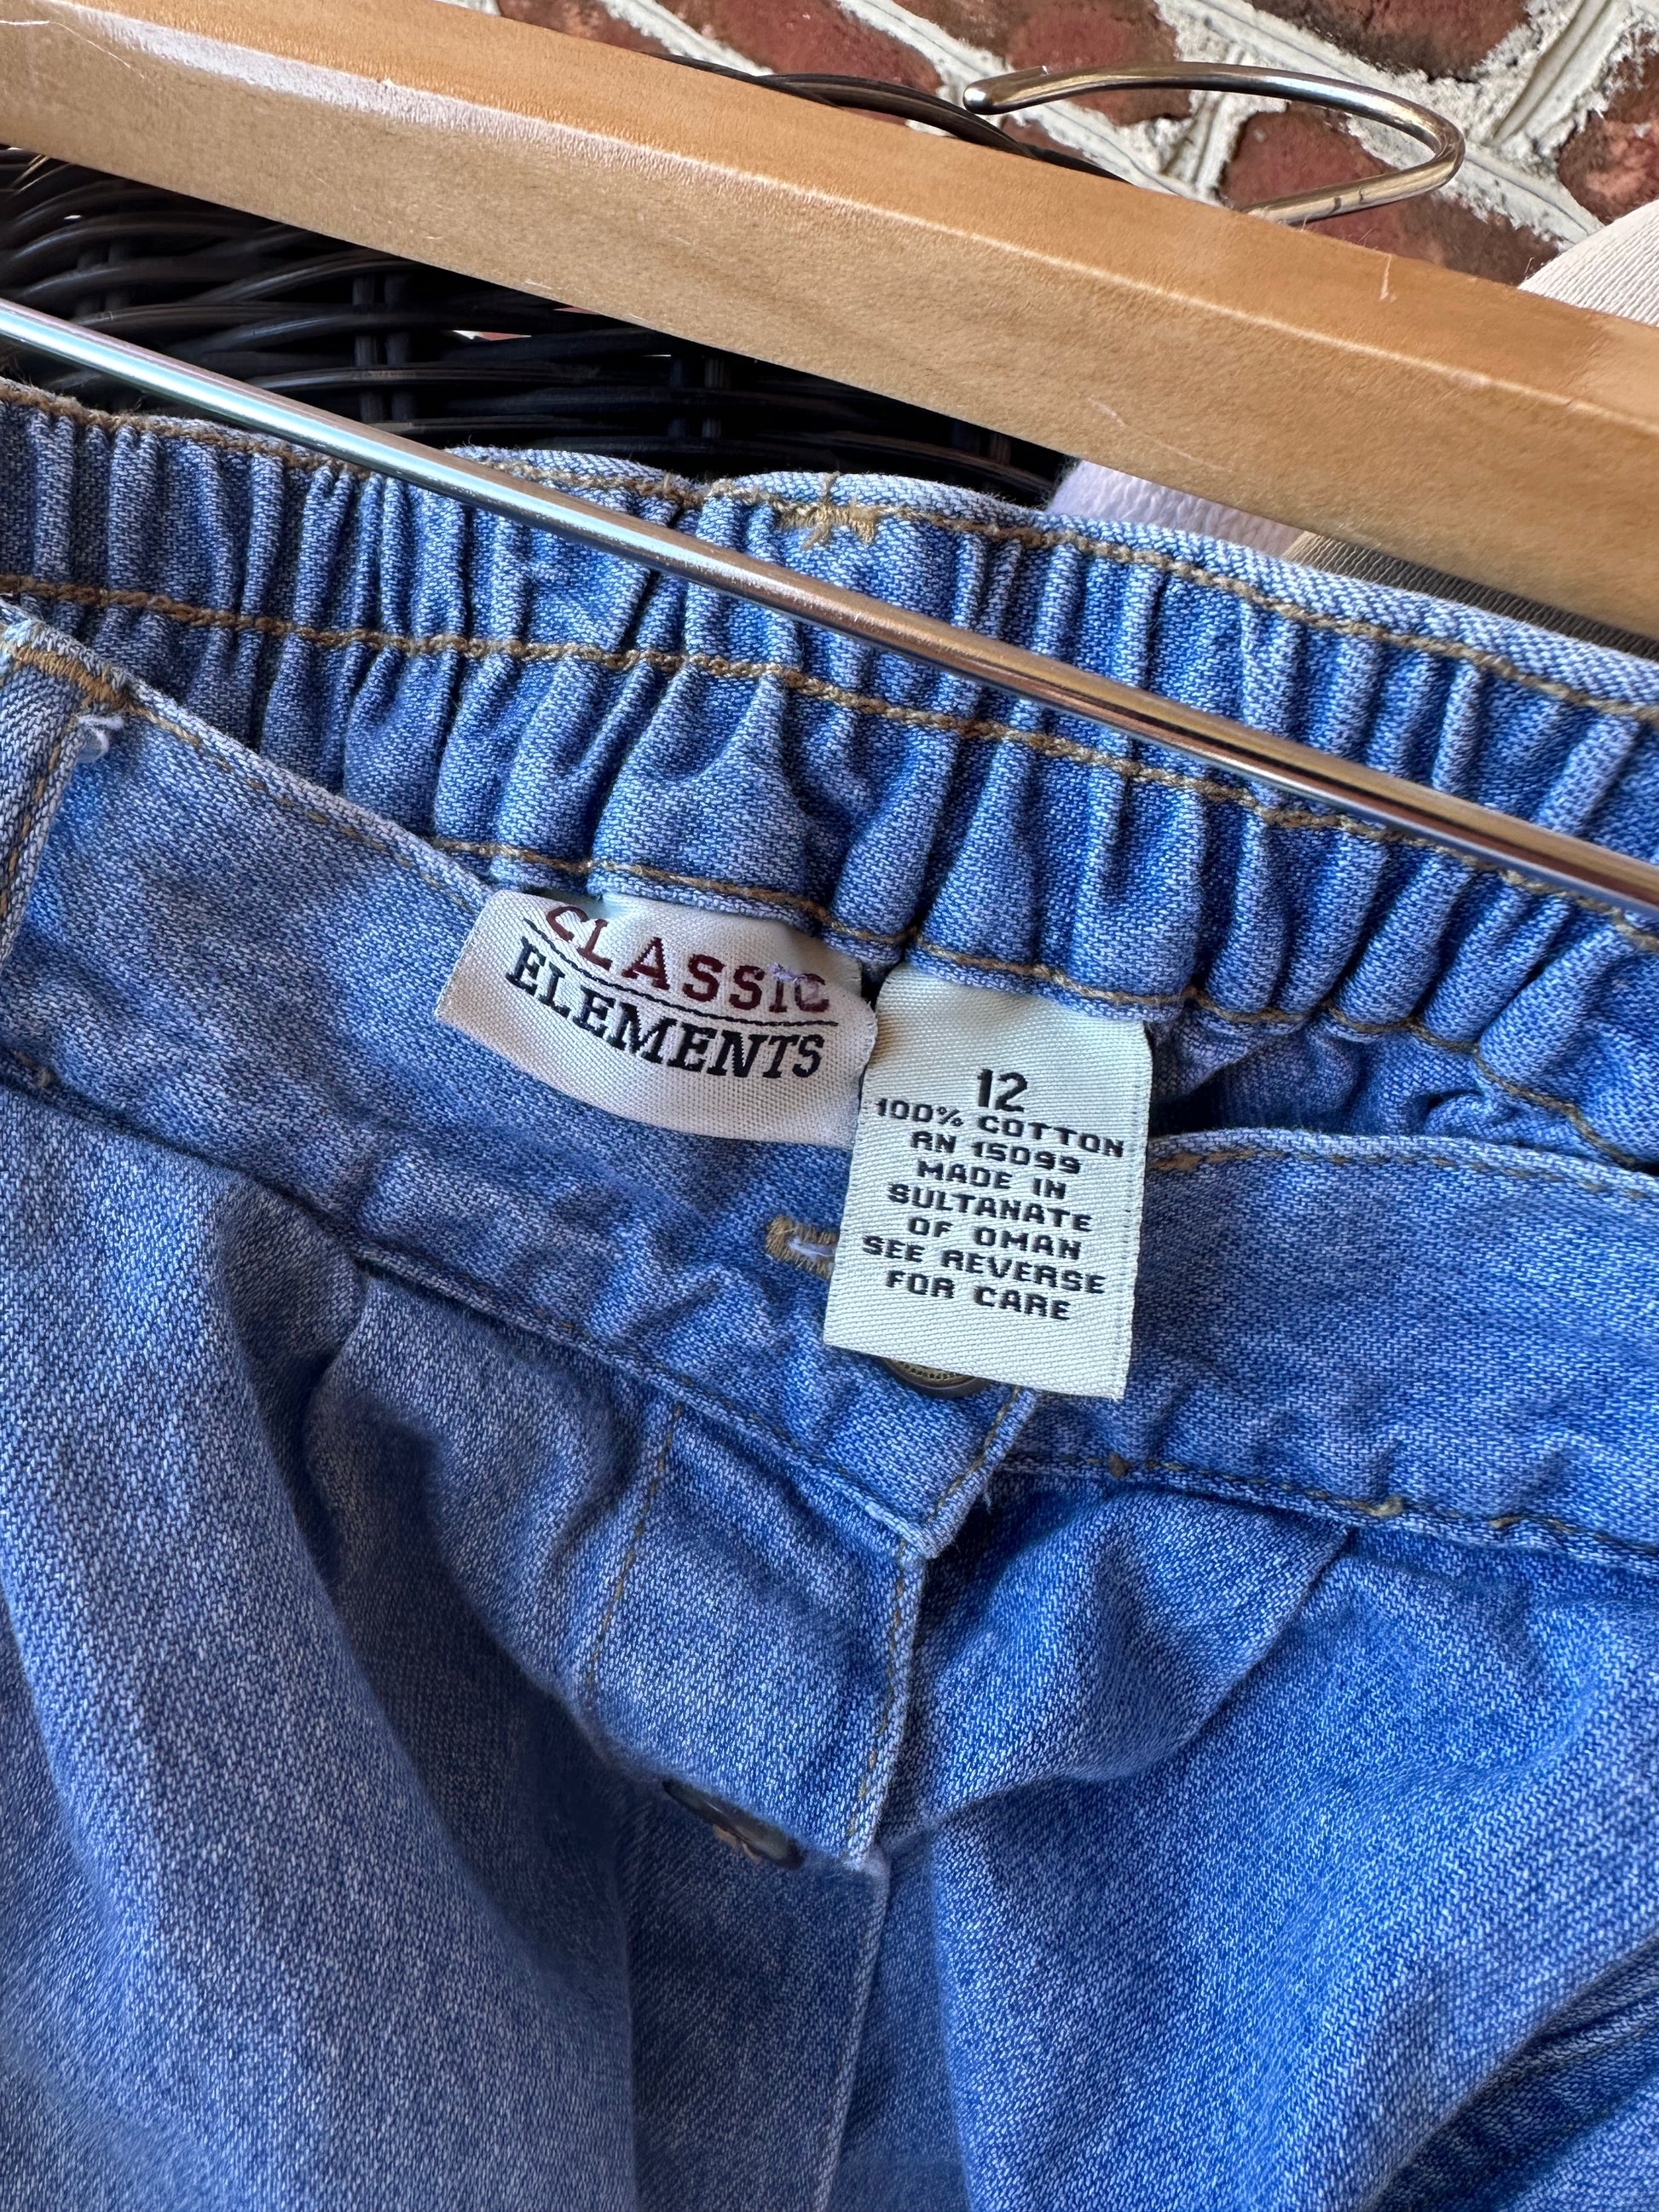 CLASSIC
ELEMENTS
12
100% COTTON
RN 15099
MADE IN
SULTANATE
OF OMAN
SEE REVERSE
FOR CARE